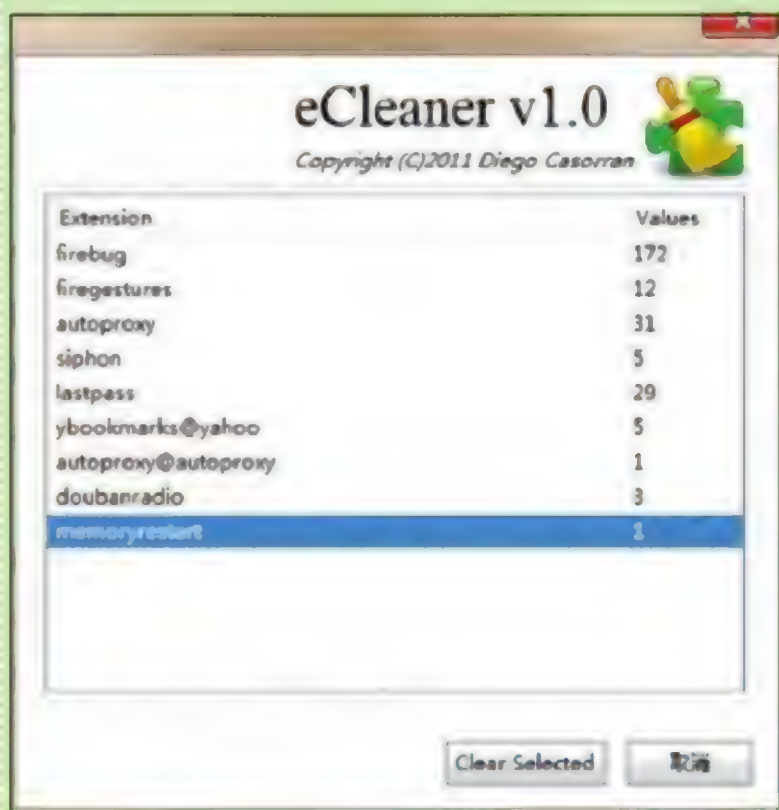 eCleaner v1.0
Copyright (C)2011 Diego Casorran
Extension Values
firebug 172
firegestures 12
autoproxy 31
siphon 5
lastpass 29
ybookmarks@yahoo 5
autoproxy@autoproxy 1
doubanradio 3
memoryrestart 1
Clear Selected 取消